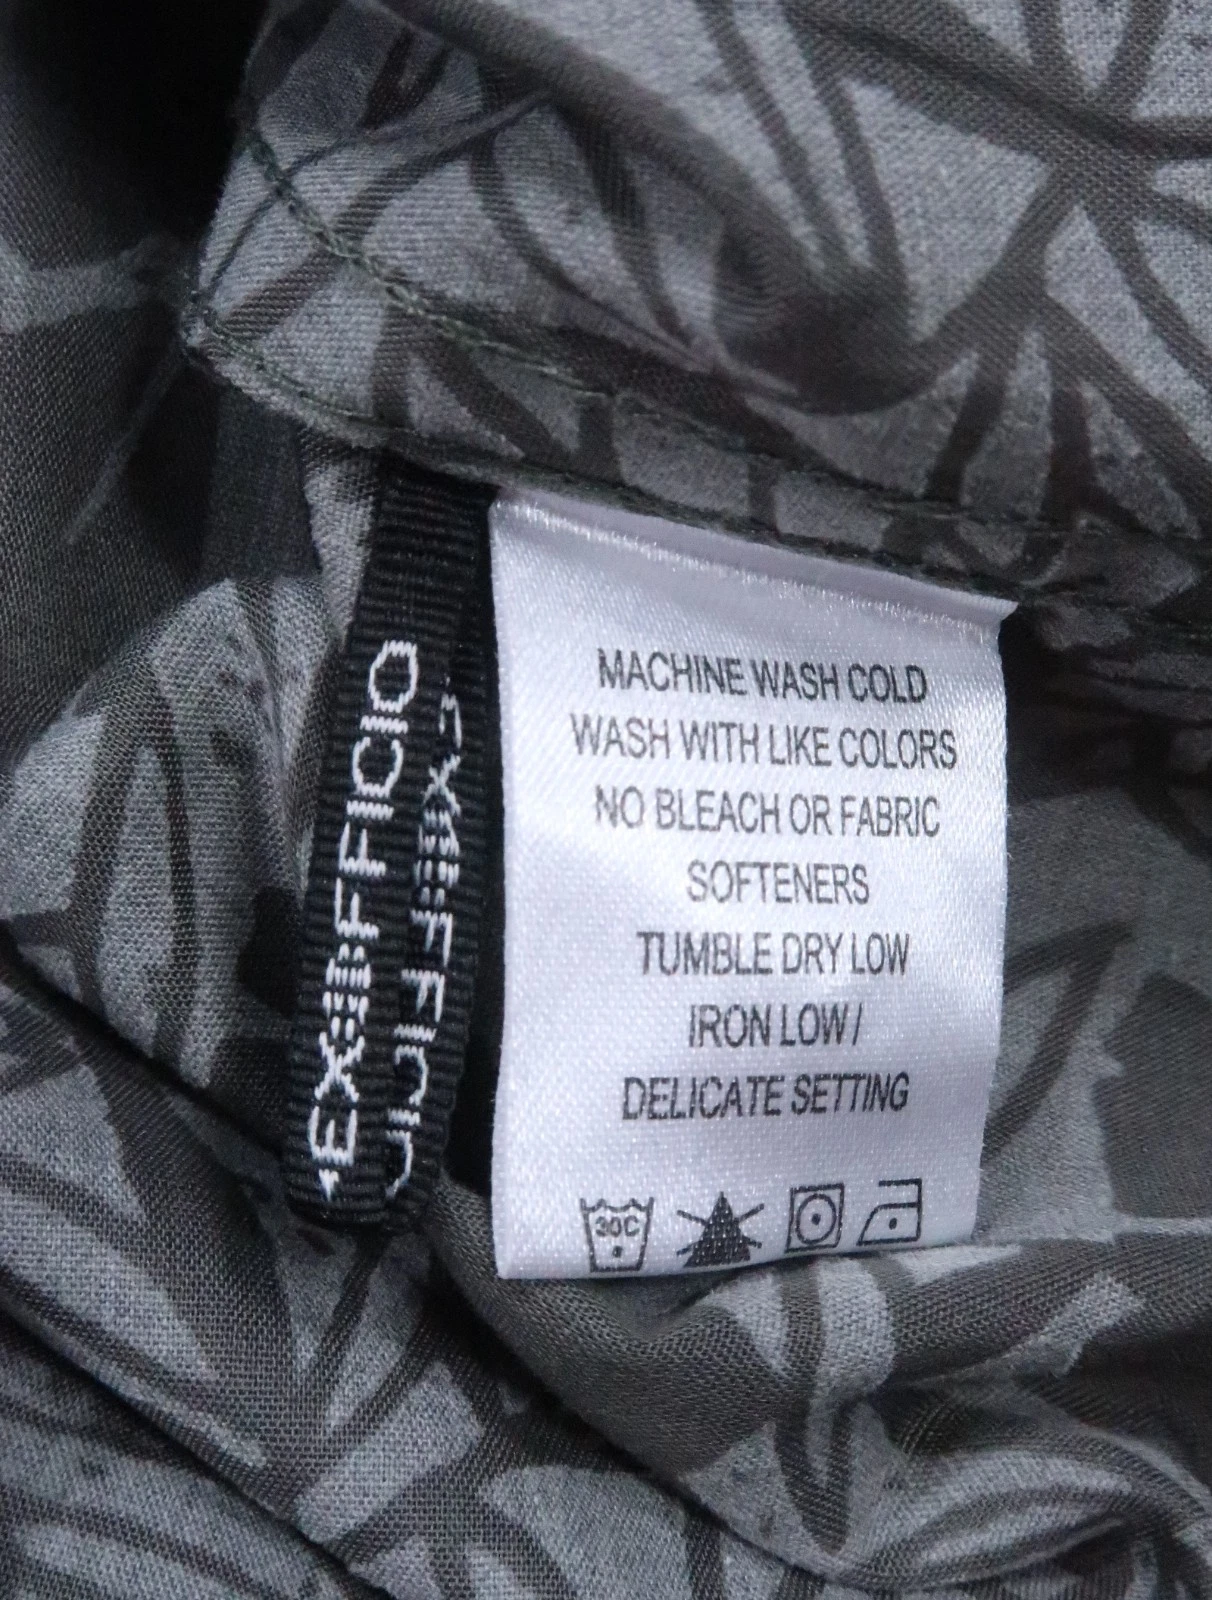 EXOFFICIO
MACHINE WASH COLD
WASH WITH LIKE COLORS
NO BLEACH OR FABRIC
SOFTENERS
TUMBLE DRY LOW
IRON LOW /
DELICATE SETTING
30C